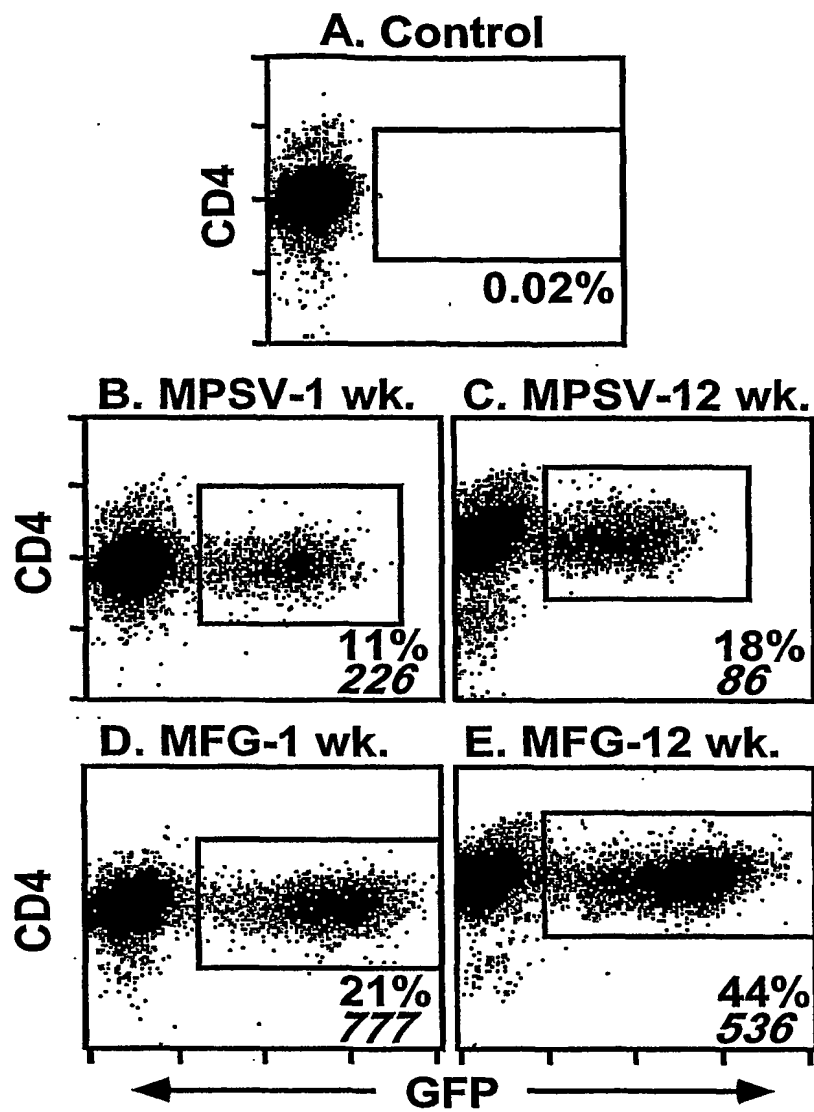 A. Control
CD4
0.02%
B. MPSV-1 wk.
C. MPSV-12 wk.
CD4
11%
226
18%
86
D. MFG-1 wk.
E. MFG-12 wk.
CD4
21%
777
44%
536
GFP